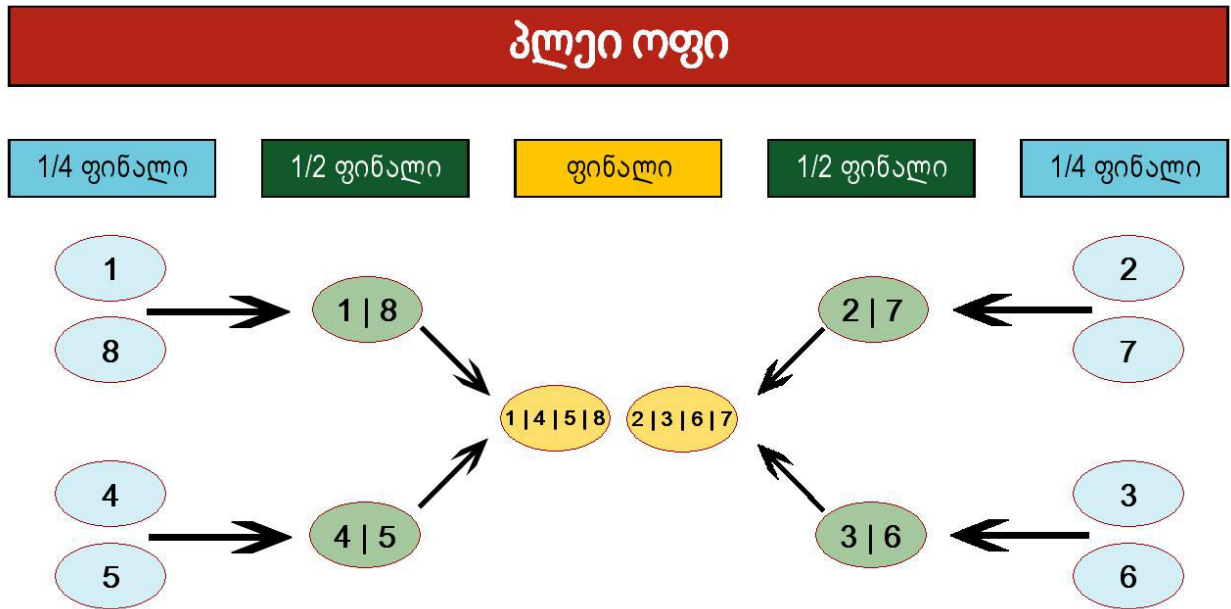 პლეი ოფი
1/4 ფინალი 1/2 ფინალი ფინალი 1/2 ფინალი 1/4 ფინალი
1 2
1 | 8 2 | 7
8 7
1 | 4 | 5 | 8 2 | 3 | 6 | 7
4 3
4 | 5 3 | 6
5 6